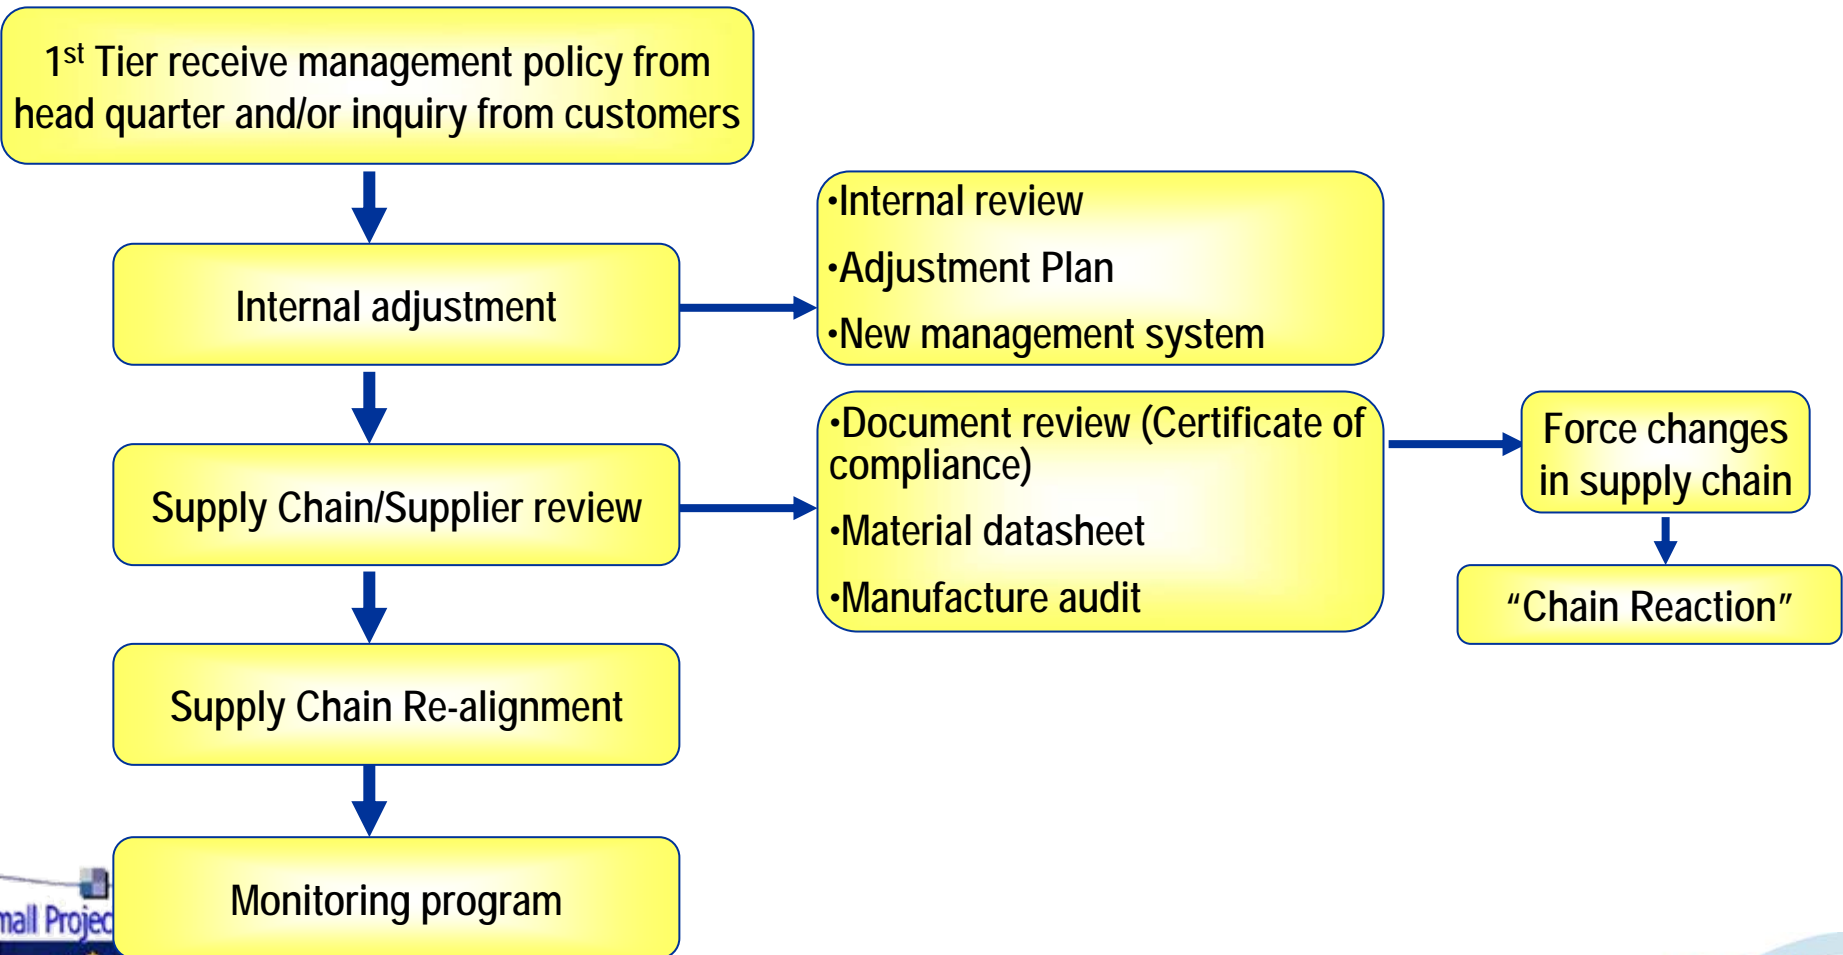 1st Tier receive management policy from
head quarter and/or inquiry from customers
Internal adjustment
•Internal review
•Adjustment Plan
•New management system
Supply Chain/Supplier review
•Document review (Certificate of
compliance)
•Material datasheet
•Manufacture audit
Force changes
in supply chain
“Chain Reaction”
Supply Chain Re-alignment
Monitoring program
mall Projec